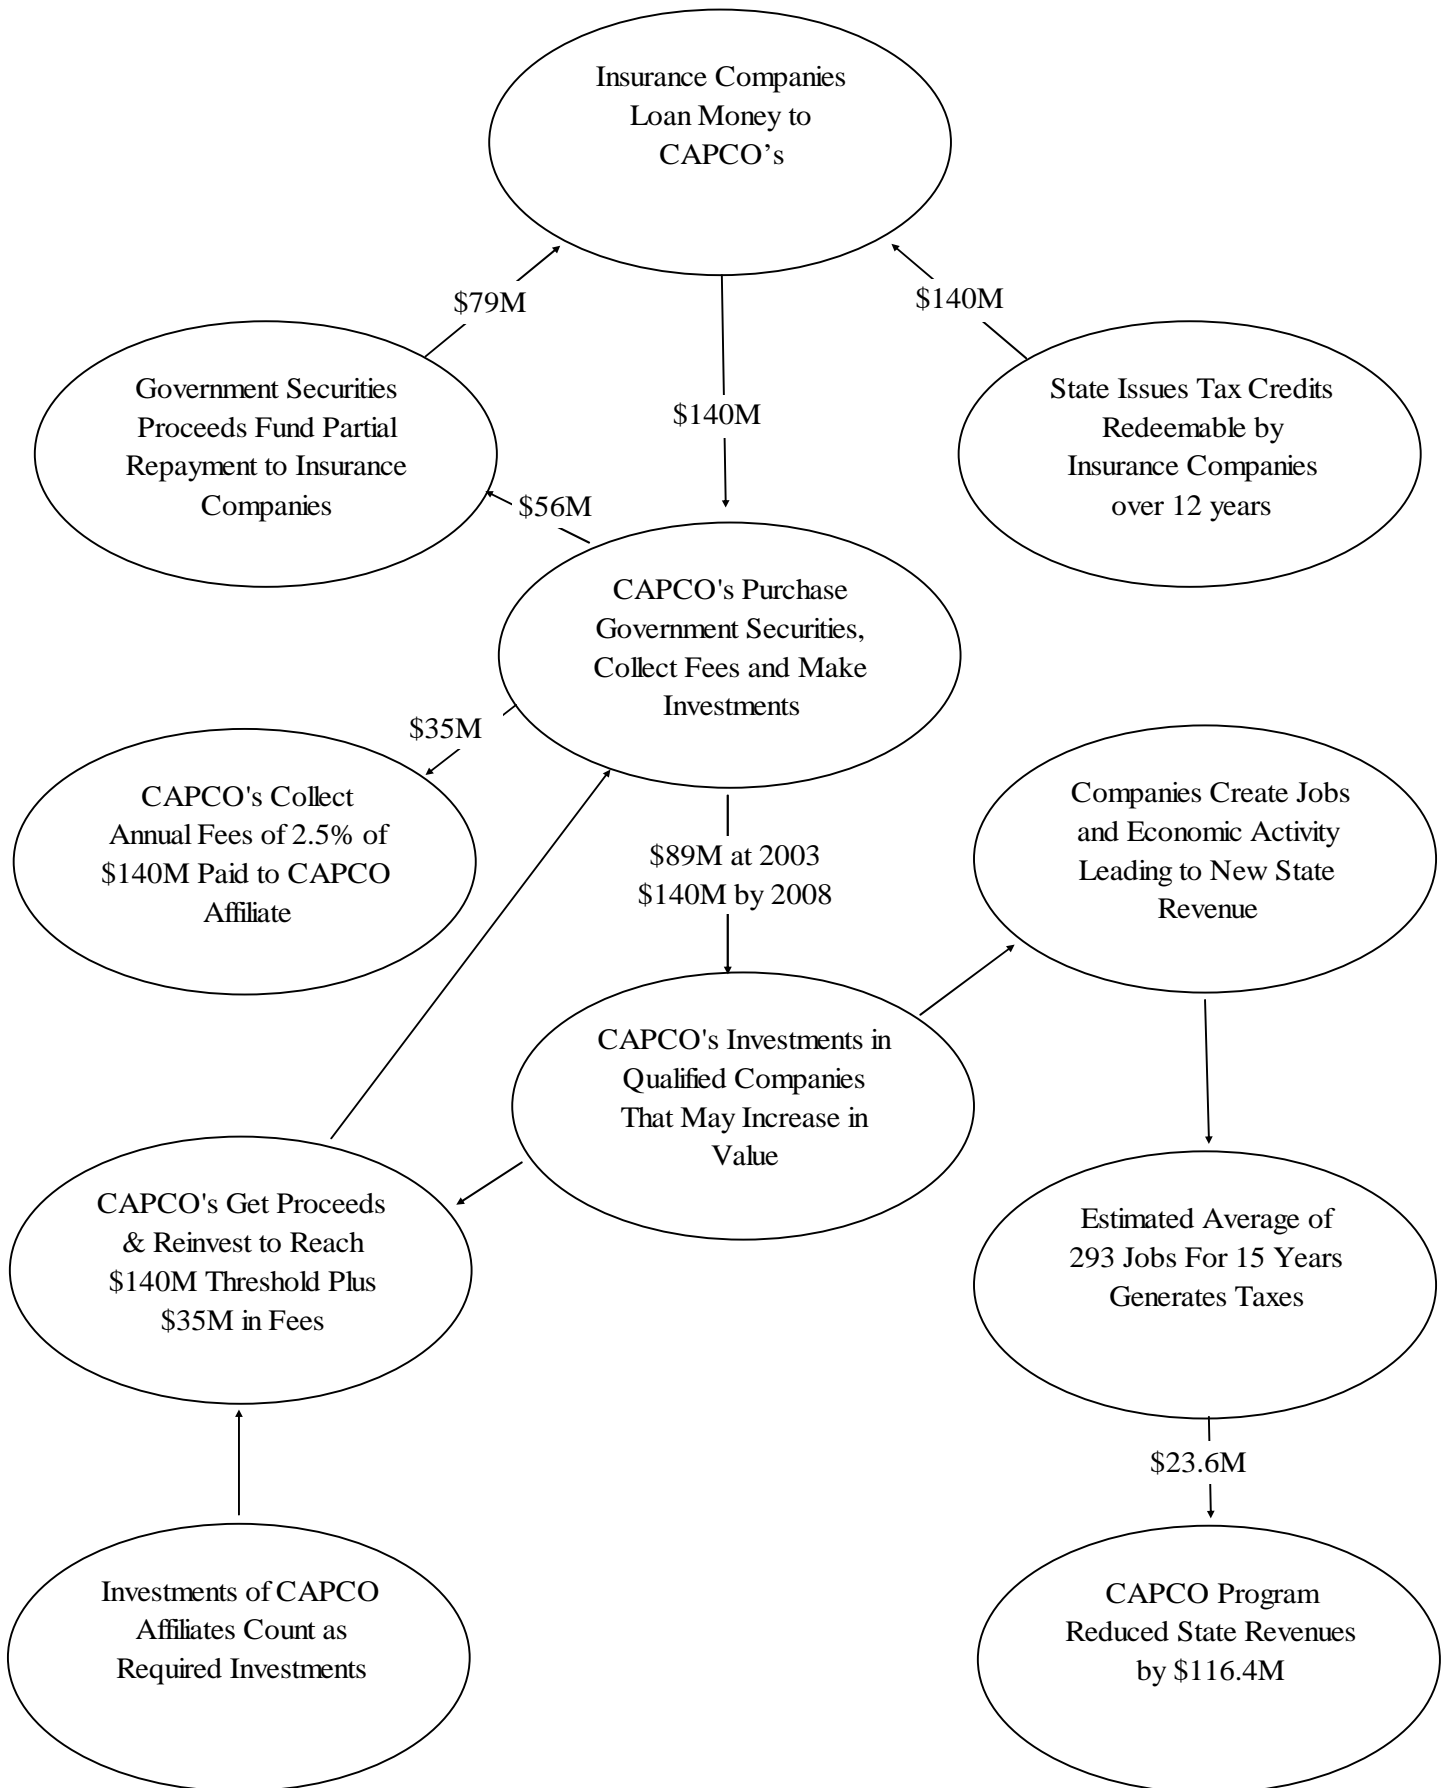 Insurance Companies
Loan Money to
CAPCO’s
$79M
$140M
$140M
Government Securities
Proceeds Fund Partial
Repayment to Insurance
Companies
State Issues Tax Credits
Redeemable by
Insurance Companies
over 12 years
$56M
CAPCO's Purchase
Government Securities,
Collect Fees and Make
Investments
$35M
CAPCO's Collect
Annual Fees of 2.5% of
$140M Paid to CAPCO
Affiliate
$89M at 2003
$140M by 2008
Companies Create Jobs
and Economic Activity
Leading to New State
Revenue
CAPCO's Investments in
Qualified Companies
That May Increase in
Value
CAPCO's Get Proceeds
& Reinvest to Reach
$140M Threshold Plus
$35M in Fees
Estimated Average of
293 Jobs For 15 Years
Generates Taxes
$23.6M
Investments of CAPCO
Affiliates Count as
Required Investments
CAPCO Program
Reduced State Revenues
by $116.4M